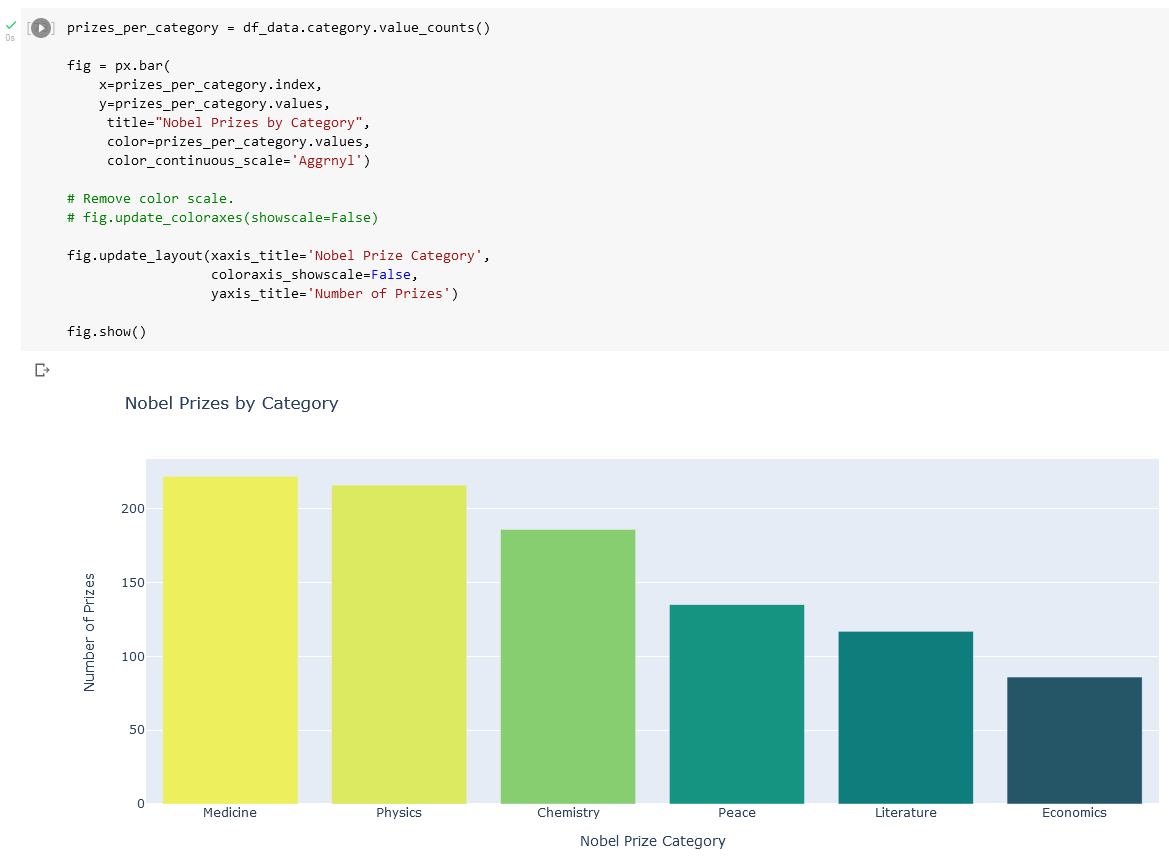 0s
prizes_per_category = df_data.category.value_counts()
fig = px.bar(
    x=prizes_per_category.index,
    y=prizes_per_category.values,
     title="Nobel Prizes by Category",
     color=prizes_per_category.values,
     color_continuous_scale='Aggrnyl')
# Remove color scale.
# fig.update_coloraxes(showscale=False)
fig.update_layout(xaxis_title='Nobel Prize Category',
                  coloraxis_showscale=False,
                  yaxis_title='Number of Prizes')
fig.show()
Nobel Prizes by Category
Number of Prizes
200
150
100
50
0
Medicine Physics Chemistry Peace Literature Economics
Nobel Prize Category